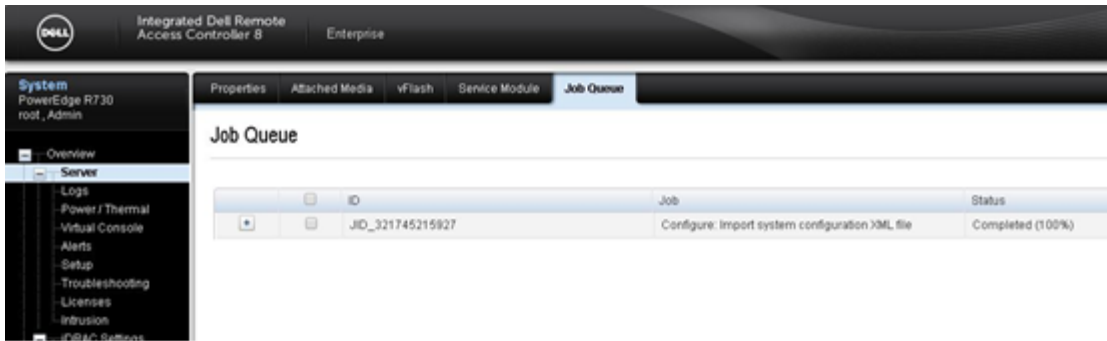 DELL
Integrated Dell Remote
Access Controller 8
Enterprise
System
PowerEdge R730
root , Admin
Properties Attached Media vFlash Service Module Job Queue
Job Queue
Overview
Server
Logs
Power / Thermal
Virtual Console
Alerts
Setup
Troubleshooting
Licenses
Intrusion
iDRAC Settings
ID Job Status
JID_321745215927 Configure: Import system configuration XML file Completed (100%)